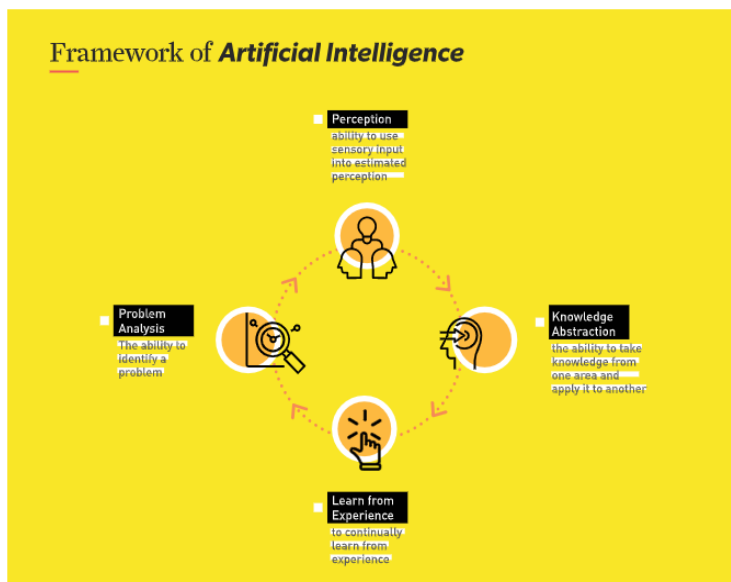 Framework of Artificial Intelligence
Perception
ability to use
sensory input
into estimated
perception
Problem
Analysis
The ability to
identify a
problem
Knowledge
Abstraction
the ability to take
knowledge from
one area and
apply it to another
Learn from
Experience
to continually
learn from
experience